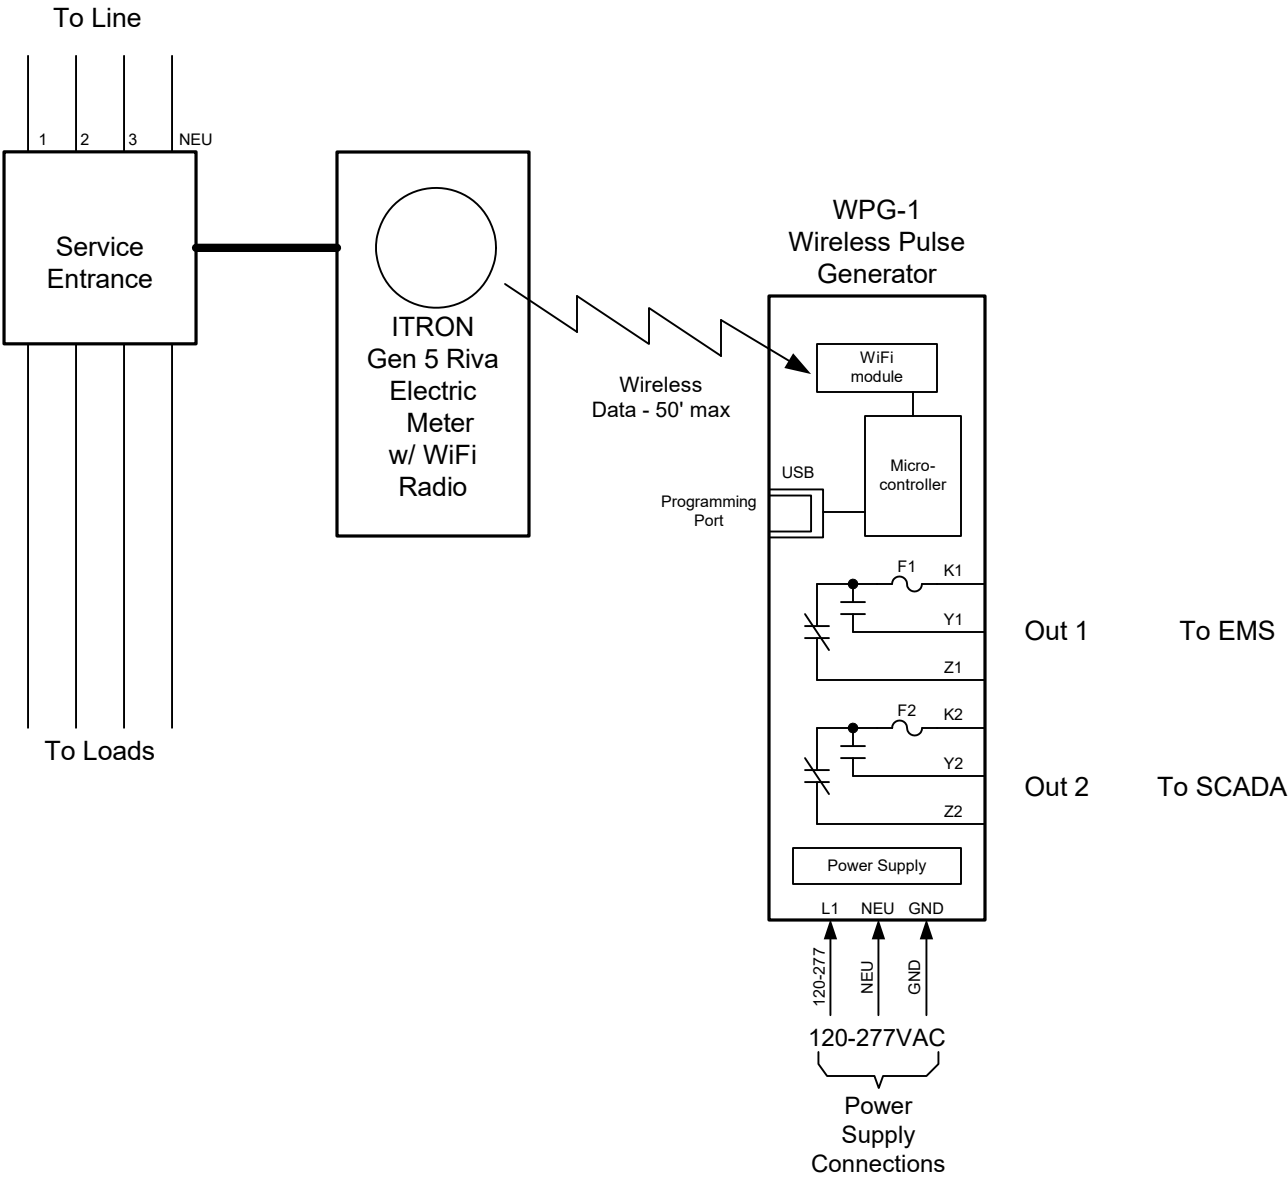 To Line
1
2
3
NEU
Service
Entrance
To Loads
ITRON
Gen 5 Riva
Electric
Meter
w/ WiFi
Radio
Wireless
Data - 50' max
WPG-1
Wireless Pulse
Generator
WiFi
module
Micro-
controller
USB
Programming
Port
F1
K1
Y1
Z1
Out 1
To EMS
F2
K2
Y2
Z2
Out 2
To SCADA
Power Supply
L1
NEU
GND
120-277
NEU
GND
120-277VAC
Power
Supply
Connections